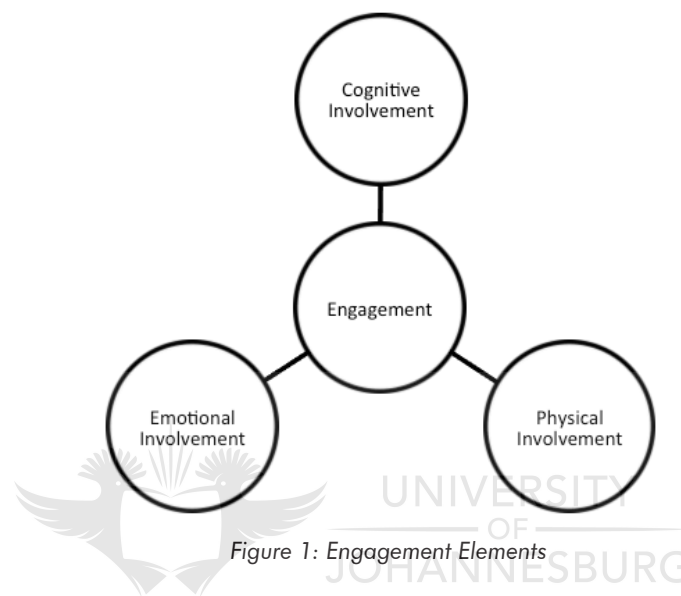 Cognitive
Involvement
Engagement
Emotional
Involvement
Physical
Involvement
UNIVERSITY
OF
JOHANNESBURG
Figure 1: Engagement Elements